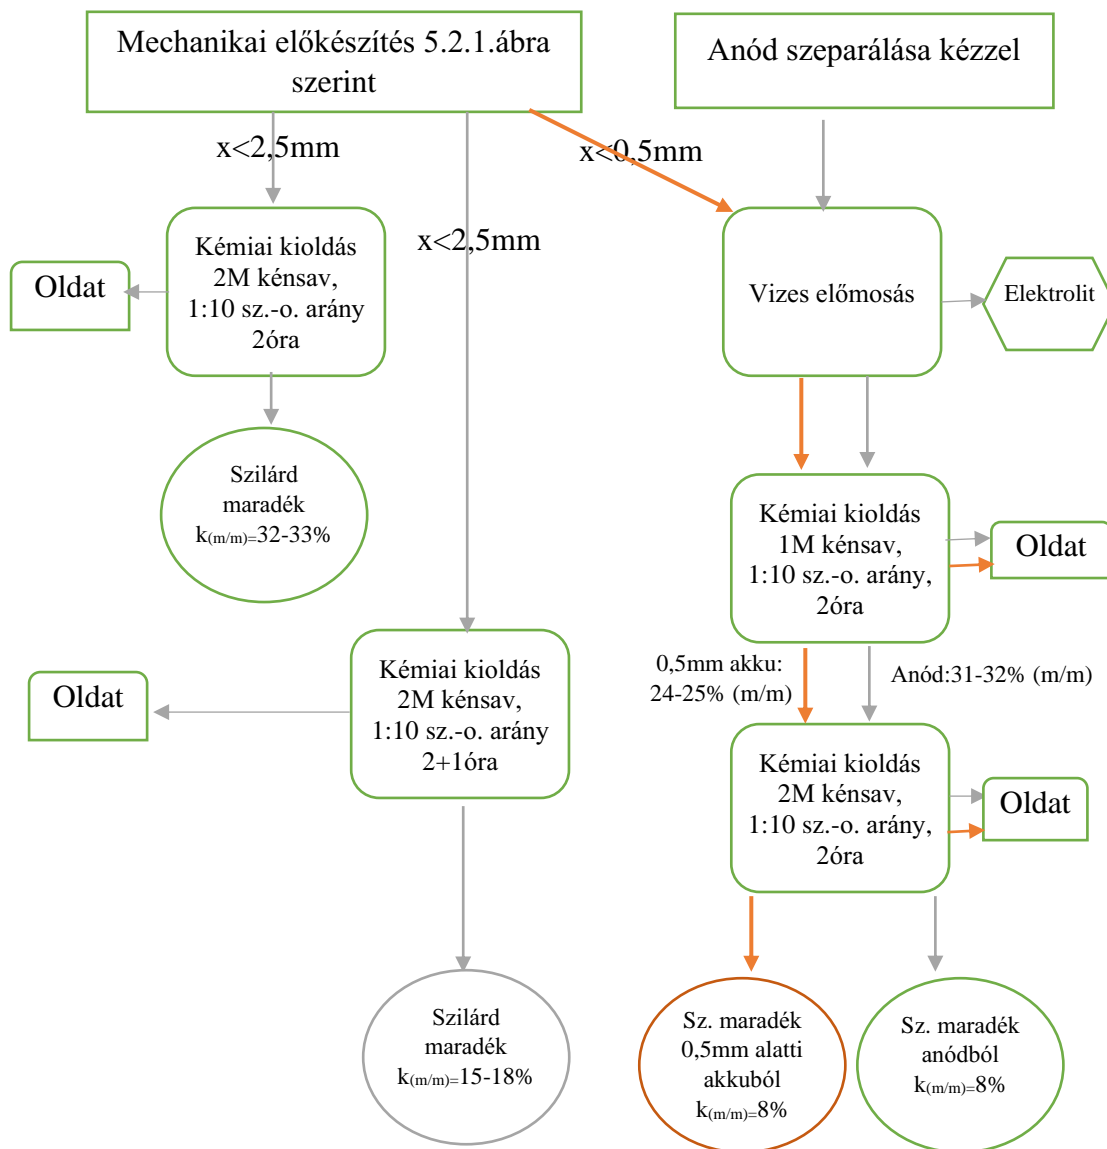 Mechanikai előkészítés 5.2.1.ábra
szerint
Anód szeparálása kézzel
x<2,5mm
x<0,5mm
x<2,5mm
Kémiai kioldás
2M kénsav,
1:10 sz.-o. arány
2óra
Oldat
Vizes előmosás
Elektrolit
Szilárd
maradék
k(m/m)=32-33%
Kémiai kioldás
1M kénsav,
1:10 sz.-o. arány,
2óra
Oldat
0,5mm akku:
24-25% (m/m)
Anód:31-32% (m/m)
Kémiai kioldás
2M kénsav,
1:10 sz.-o. arány
2+1óra
Oldat
Kémiai kioldás
2M kénsav,
1:10 sz.-o. arány,
2óra
Oldat
Szilárd
maradék
k(m/m)=15-18%
Sz. maradék
0,5mm alatti
akkuból
k(m/m)=8%
Sz. maradék
anódból
k(m/m)=8%